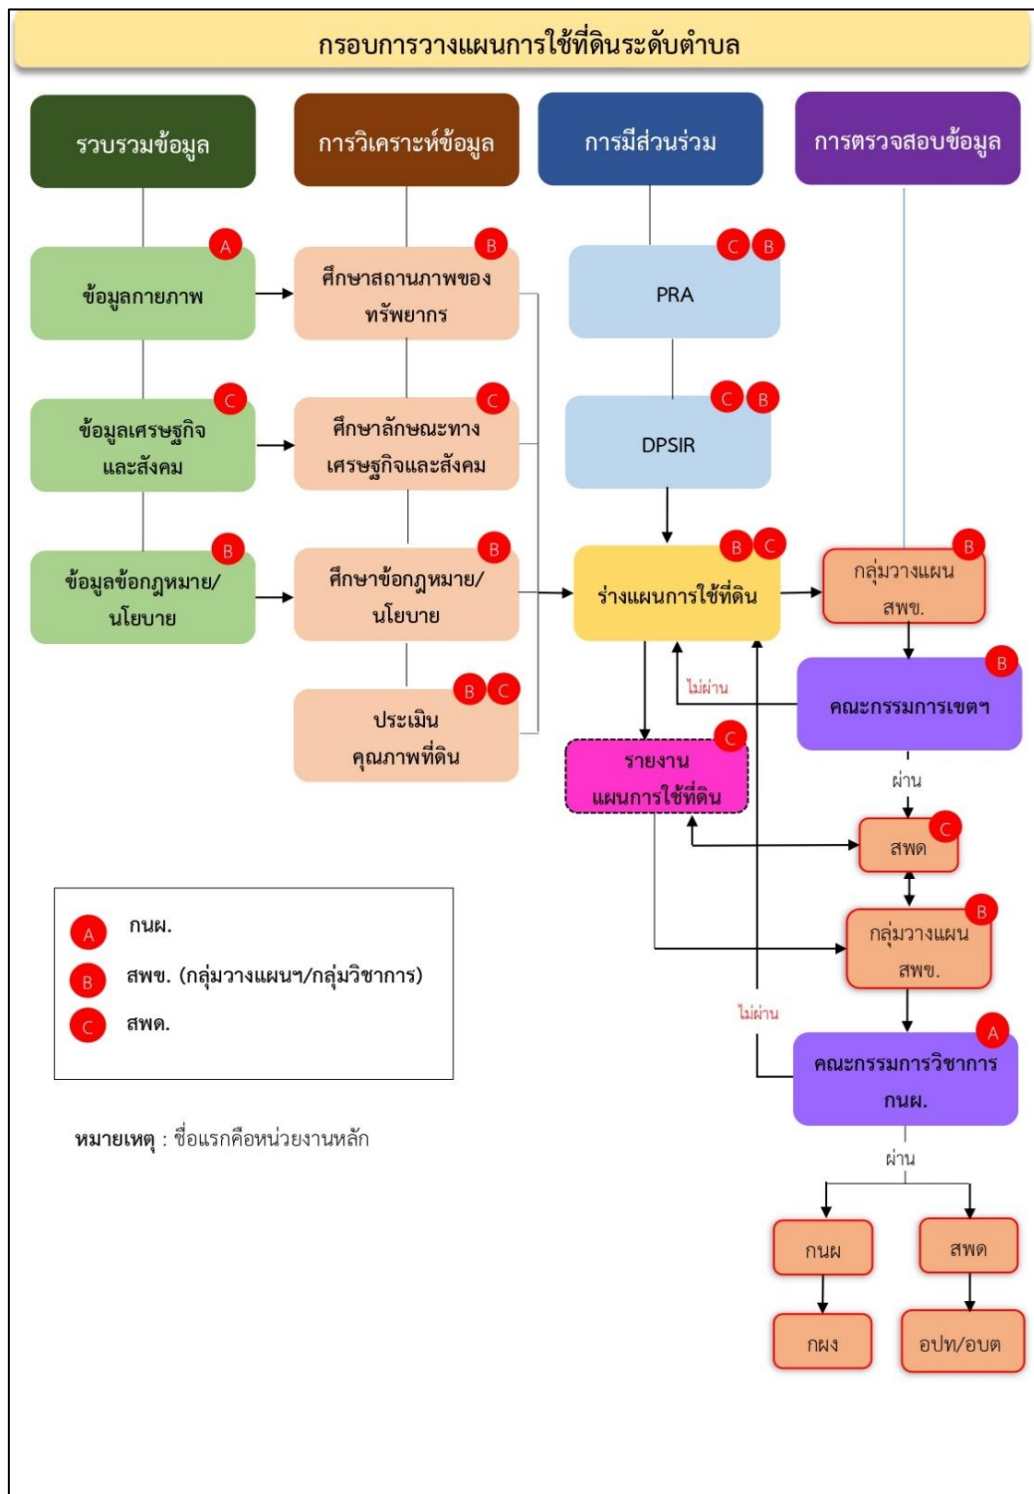 กรอบการวางแผนการใช้ที่ดินระดับตำบล
รวบรวมข้อมูล
การวิเคราะห์ข้อมูล
การมีส่วนร่วม
การตรวจสอบข้อมูล
A
ข้อมูลกายภาพ
B
ศึกษาสถานภาพของ
ทรัพยากร
C B
PRA
C
ข้อมูลเศรษฐกิจ
และสังคม
C
ศึกษาลักษณะทาง
เศรษฐกิจและสังคม
C B
DPSIR
B
ข้อมูลข้อกฎหมาย/
นโยบาย
B
ศึกษาข้อกฎหมาย/
นโยบาย
B C
ร่างแผนการใช้ที่ดิน
B
กลุ่มวางแผน
สพข.
B C
ประเมิน
คุณภาพที่ดิน
ไม่ผ่าน
B
คณะกรรมการเขตฯ
C
รายงาน
แผนการใช้ที่ดิน
ผ่าน
C
สพด
B
กลุ่มวางแผน
สพข.
A กนผ.
B สพข. (กลุ่มวางแผนฯ/กลุ่มวิชาการ)
C สพด.
ไม่ผ่าน
A
คณะกรรมการวิชาการ
กนผ.
หมายเหตุ : ชื่อแรกคือหน่วยงานหลัก
ผ่าน
กนผ
สพด
กผง
อปท/อบต